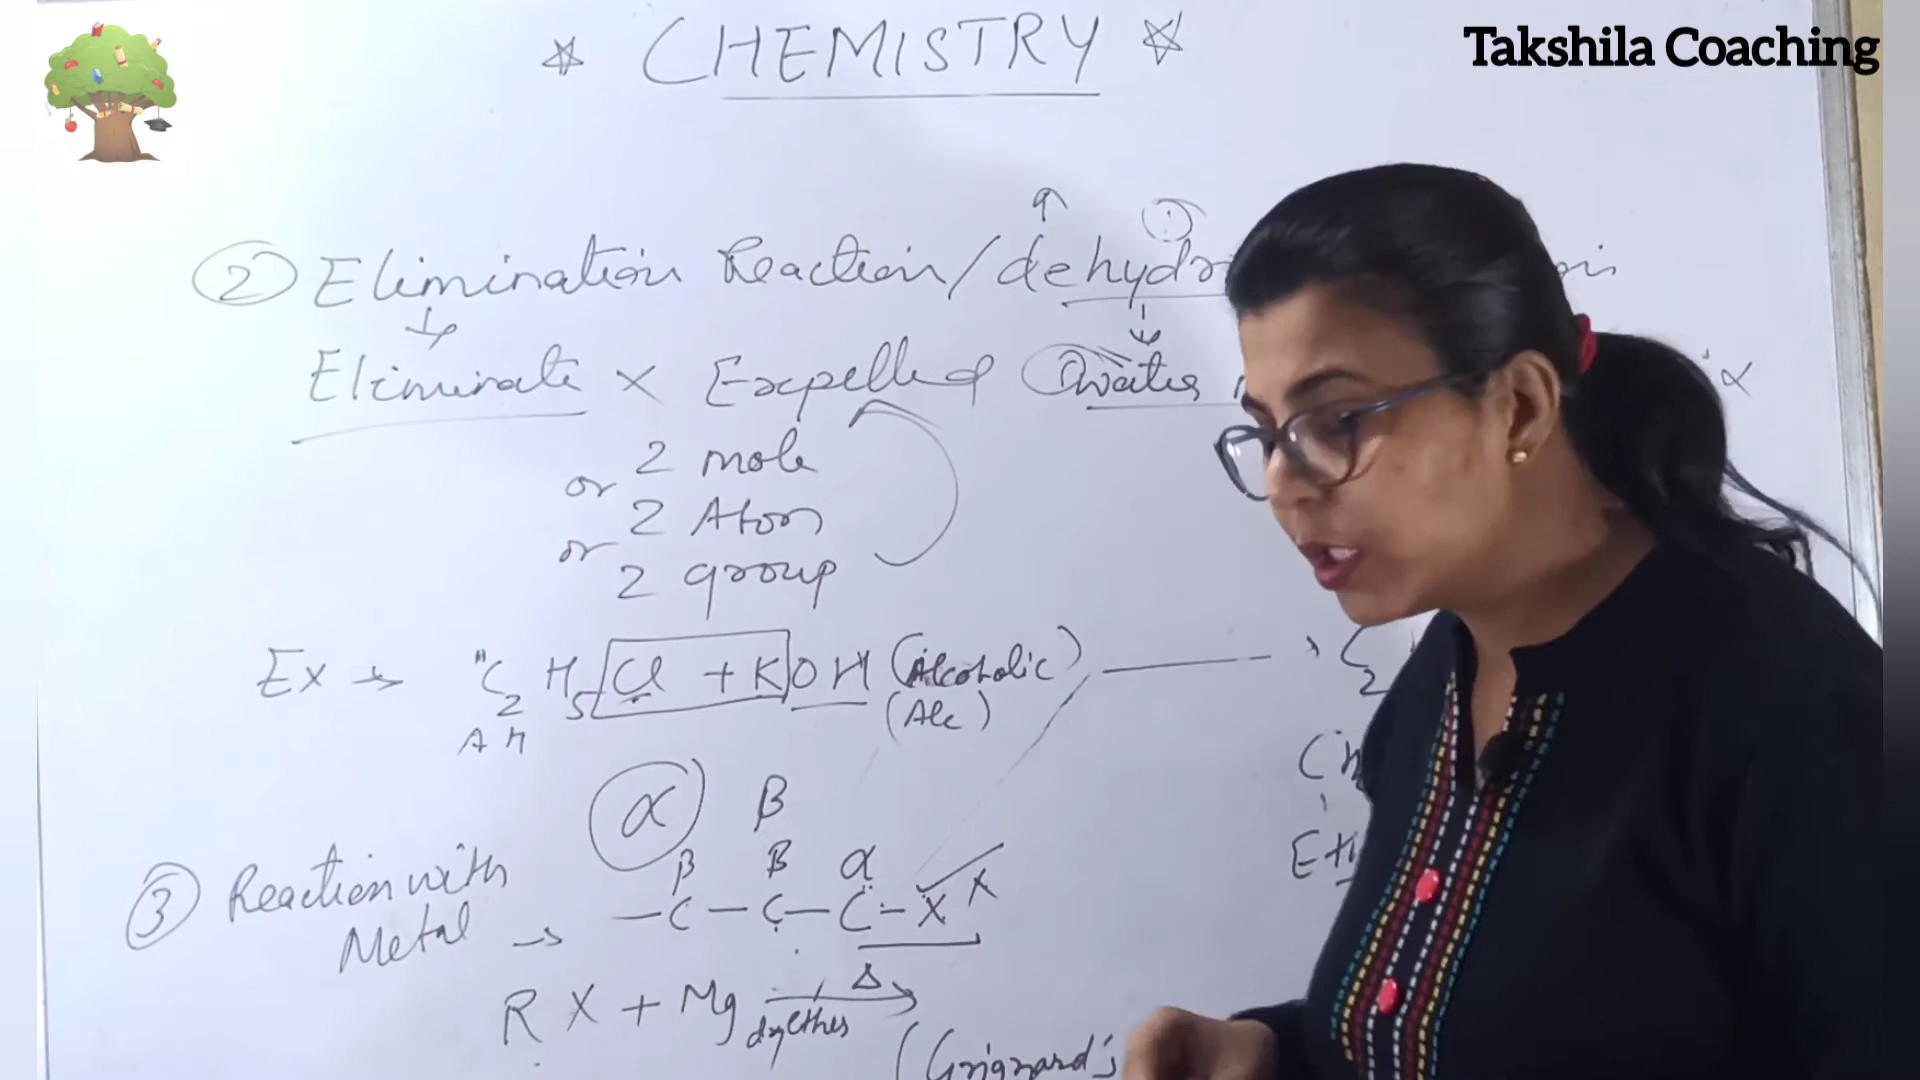 Takshila Coaching
CHEMISTRY
② Elimination Reaction/dehydr
Eliminate × Expelled
or 2 mole
or 2 Atom
2 group
Ex → C2H5Cl + KOH (Alcoholic)
(Alc)
α β
β β α
—C—C—C—X X
③ Reaction with
Metal →
RX + Mg Δ
dry ether
(Grignard's